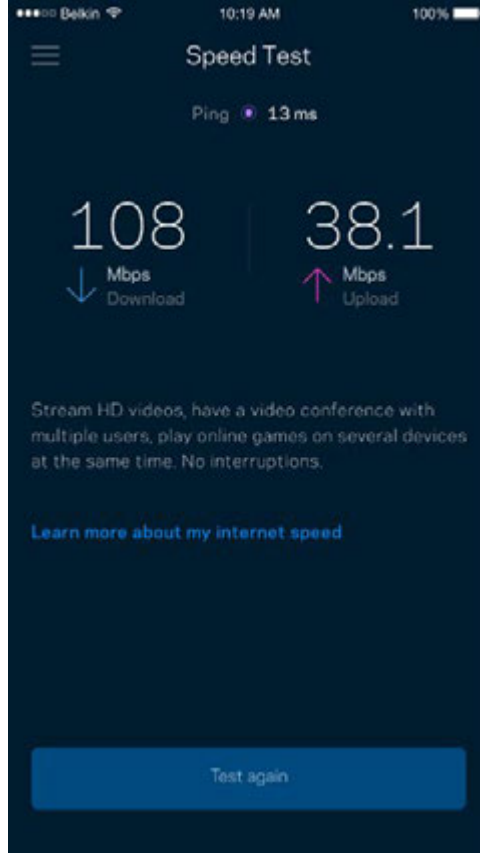 Belkin 10:19 AM 100%
Speed Test
Ping 13 ms
108 38.1
Mbps Mbps
Download Upload
Stream HD videos, have a video conference with
multiple users, play online games on several devices
at the same time. No interruptions.
Learn more about my internet speed
Test again